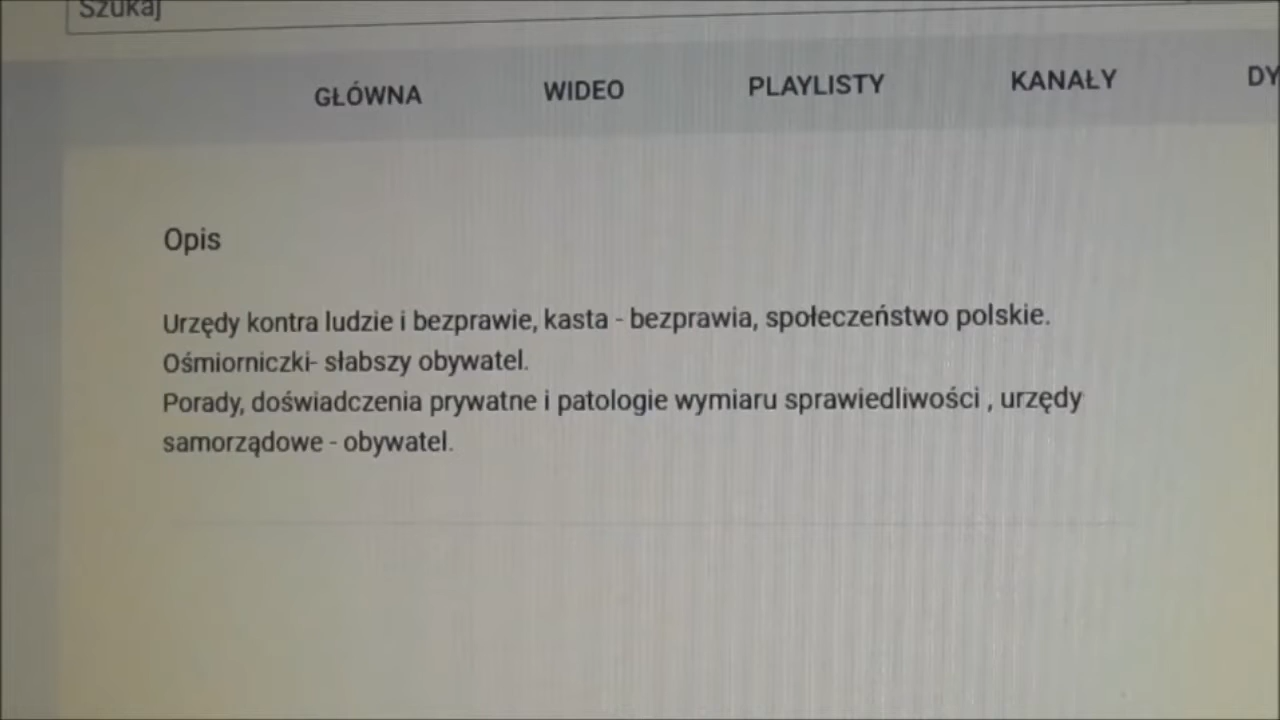 Szukaj
GŁÓWNA WIDEO PLAYLISTY KANAŁY DY
Opis
Urzędy kontra ludzie i bezprawie, kasta - bezprawia, społeczeństwo polskie.
Ośmiorniczki- słabszy obywatel.
Porady, doświadczenia prywatne i patologie wymiaru sprawiedliwości , urzędy
samorządowe - obywatel.